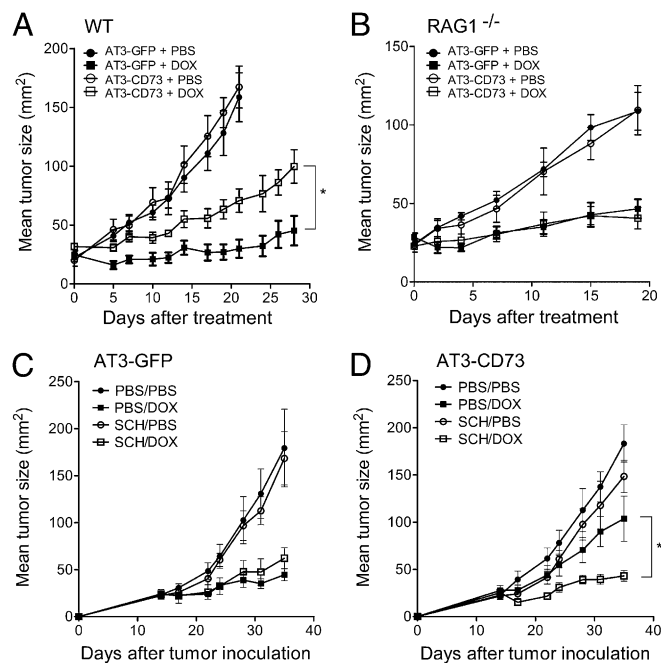 A
WT
AT3-GFP + PBS
AT3-GFP + DOX
AT3-CD73 + PBS
AT3-CD73 + DOX
Mean tumor size (mm²)
200
150
100
50
0
*
0 5 10 15 20 25 30
Days after treatment
B
RAG1 -/-
AT3-GFP + PBS
AT3-GFP + DOX
AT3-CD73 + PBS
AT3-CD73 + DOX
Mean tumor size (mm²)
150
100
50
0
0 5 10 15 20
Days after treatment
C
AT3-GFP
PBS/PBS
PBS/DOX
SCH/PBS
SCH/DOX
Mean tumor size (mm²)
250
200
150
100
50
0
0 10 20 30 40
Days after tumor inoculation
D
AT3-CD73
PBS/PBS
PBS/DOX
SCH/PBS
SCH/DOX
Mean tumor size (mm²)
250
200
150
100
50
0
*
0 10 20 30 40
Days after tumor inoculation